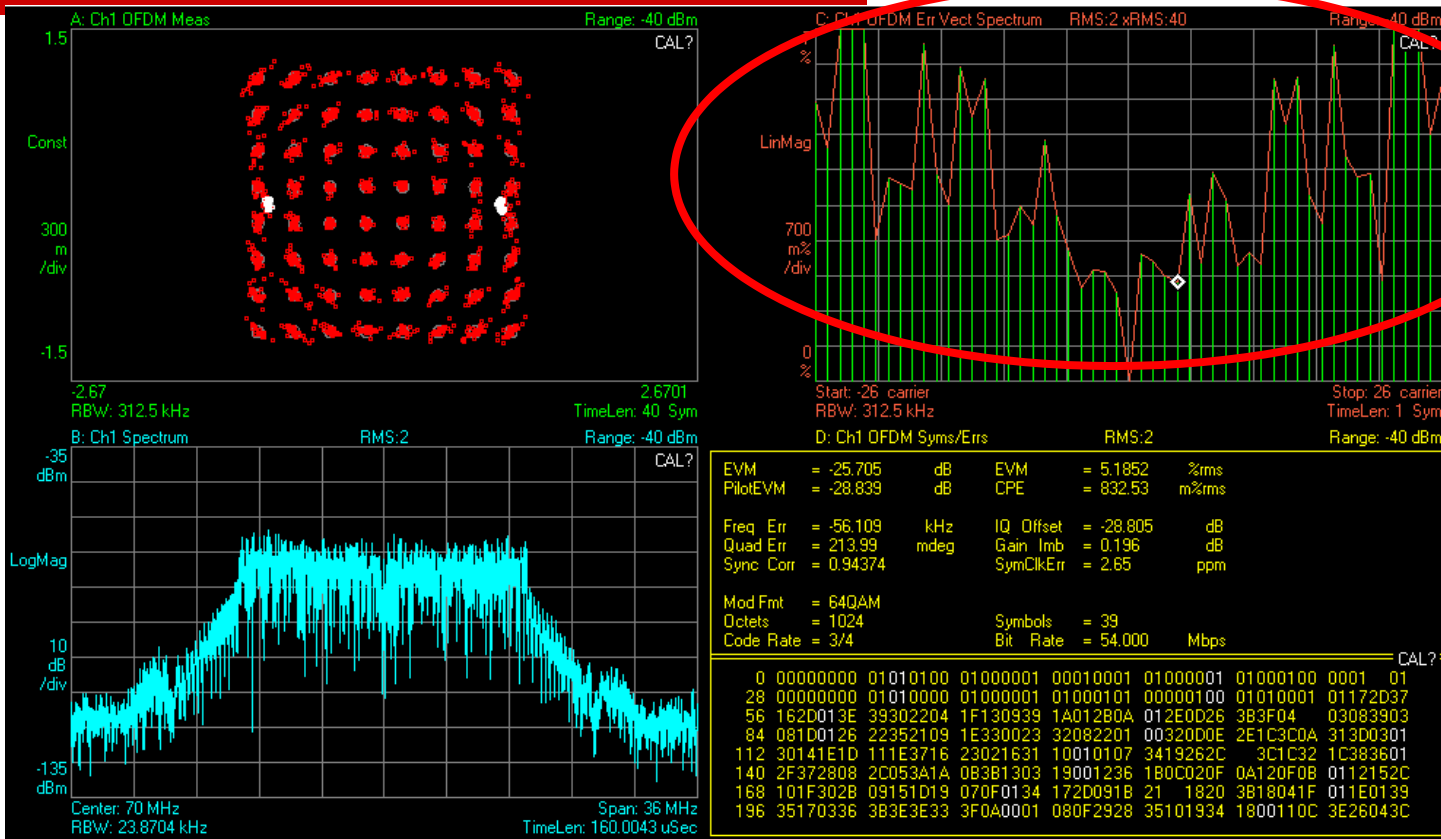 A: Ch1 OFDM Meas Range: -40 dBm
1.5
CAL?
Const
300
m
/div
-1.5
-2.67 2.6701
RBW: 312.5 kHz TimeLen: 40 Sym
C: Ch1 OFDM Err Vect Spectrum RMS:2 xRMS:40 Range: -40 dBm
7
%
CAL?
LinMag
700
m%
/div
0
%
Start: -26 carrier Stop: 26 carrier
RBW: 312.5 kHz TimeLen: 1 Sym
B: Ch1 Spectrum RMS:2 Range: -40 dBm
-35
dBm
CAL?
LogMag
10
dB
/div
-135
dBm
Center: 70 MHz Span: 36 MHz
RBW: 23.8704 kHz TimeLen: 160.0043 uSec
D: Ch1 OFDM Syms/Errs RMS:2 Range: -40 dBm
EVM = -25.705 dB EVM = 5.1852 %rms
PilotEVM = -28.839 dB CPE = 832.53 m%rms
Freq Err = -56.109 kHz IQ Offset = -28.805 dB
Quad Err = 213.99 mdeg Gain Imb = 0.196 dB
Sync Corr = 0.94374 SymClkErr = 2.65 ppm
Mod Fmt = 64QAM
Octets = 1024 Symbols = 39
Code Rate = 3/4 Bit Rate = 54.000 Mbps
CAL?
0 00000000 01010100 01000001 00010001 01000001 01000100 0001 01
28 00000000 01010000 01000001 01000101 00000100 01010001 01172D37
56 162D013E 39302204 1F130939 1A012B0A 012E0D26 3B3F04 03083903
84 081D0126 22352109 1E330023 32082201 00320D0E 2E1C3C0A 313D0301
112 30141E1D 111E3716 23021631 10010107 3419262C 3C1C32 1C383601
140 2F372808 2C053A1A 0B3B1303 19001236 1B0C020F 0A120F0B 0112152C
168 101F302B 09151D19 070F0134 172D091B 21 1820 3B18041F 011E0139
196 35170336 3B3E3E33 3F0A0001 080F2928 35101934 1800110C 3E26043C